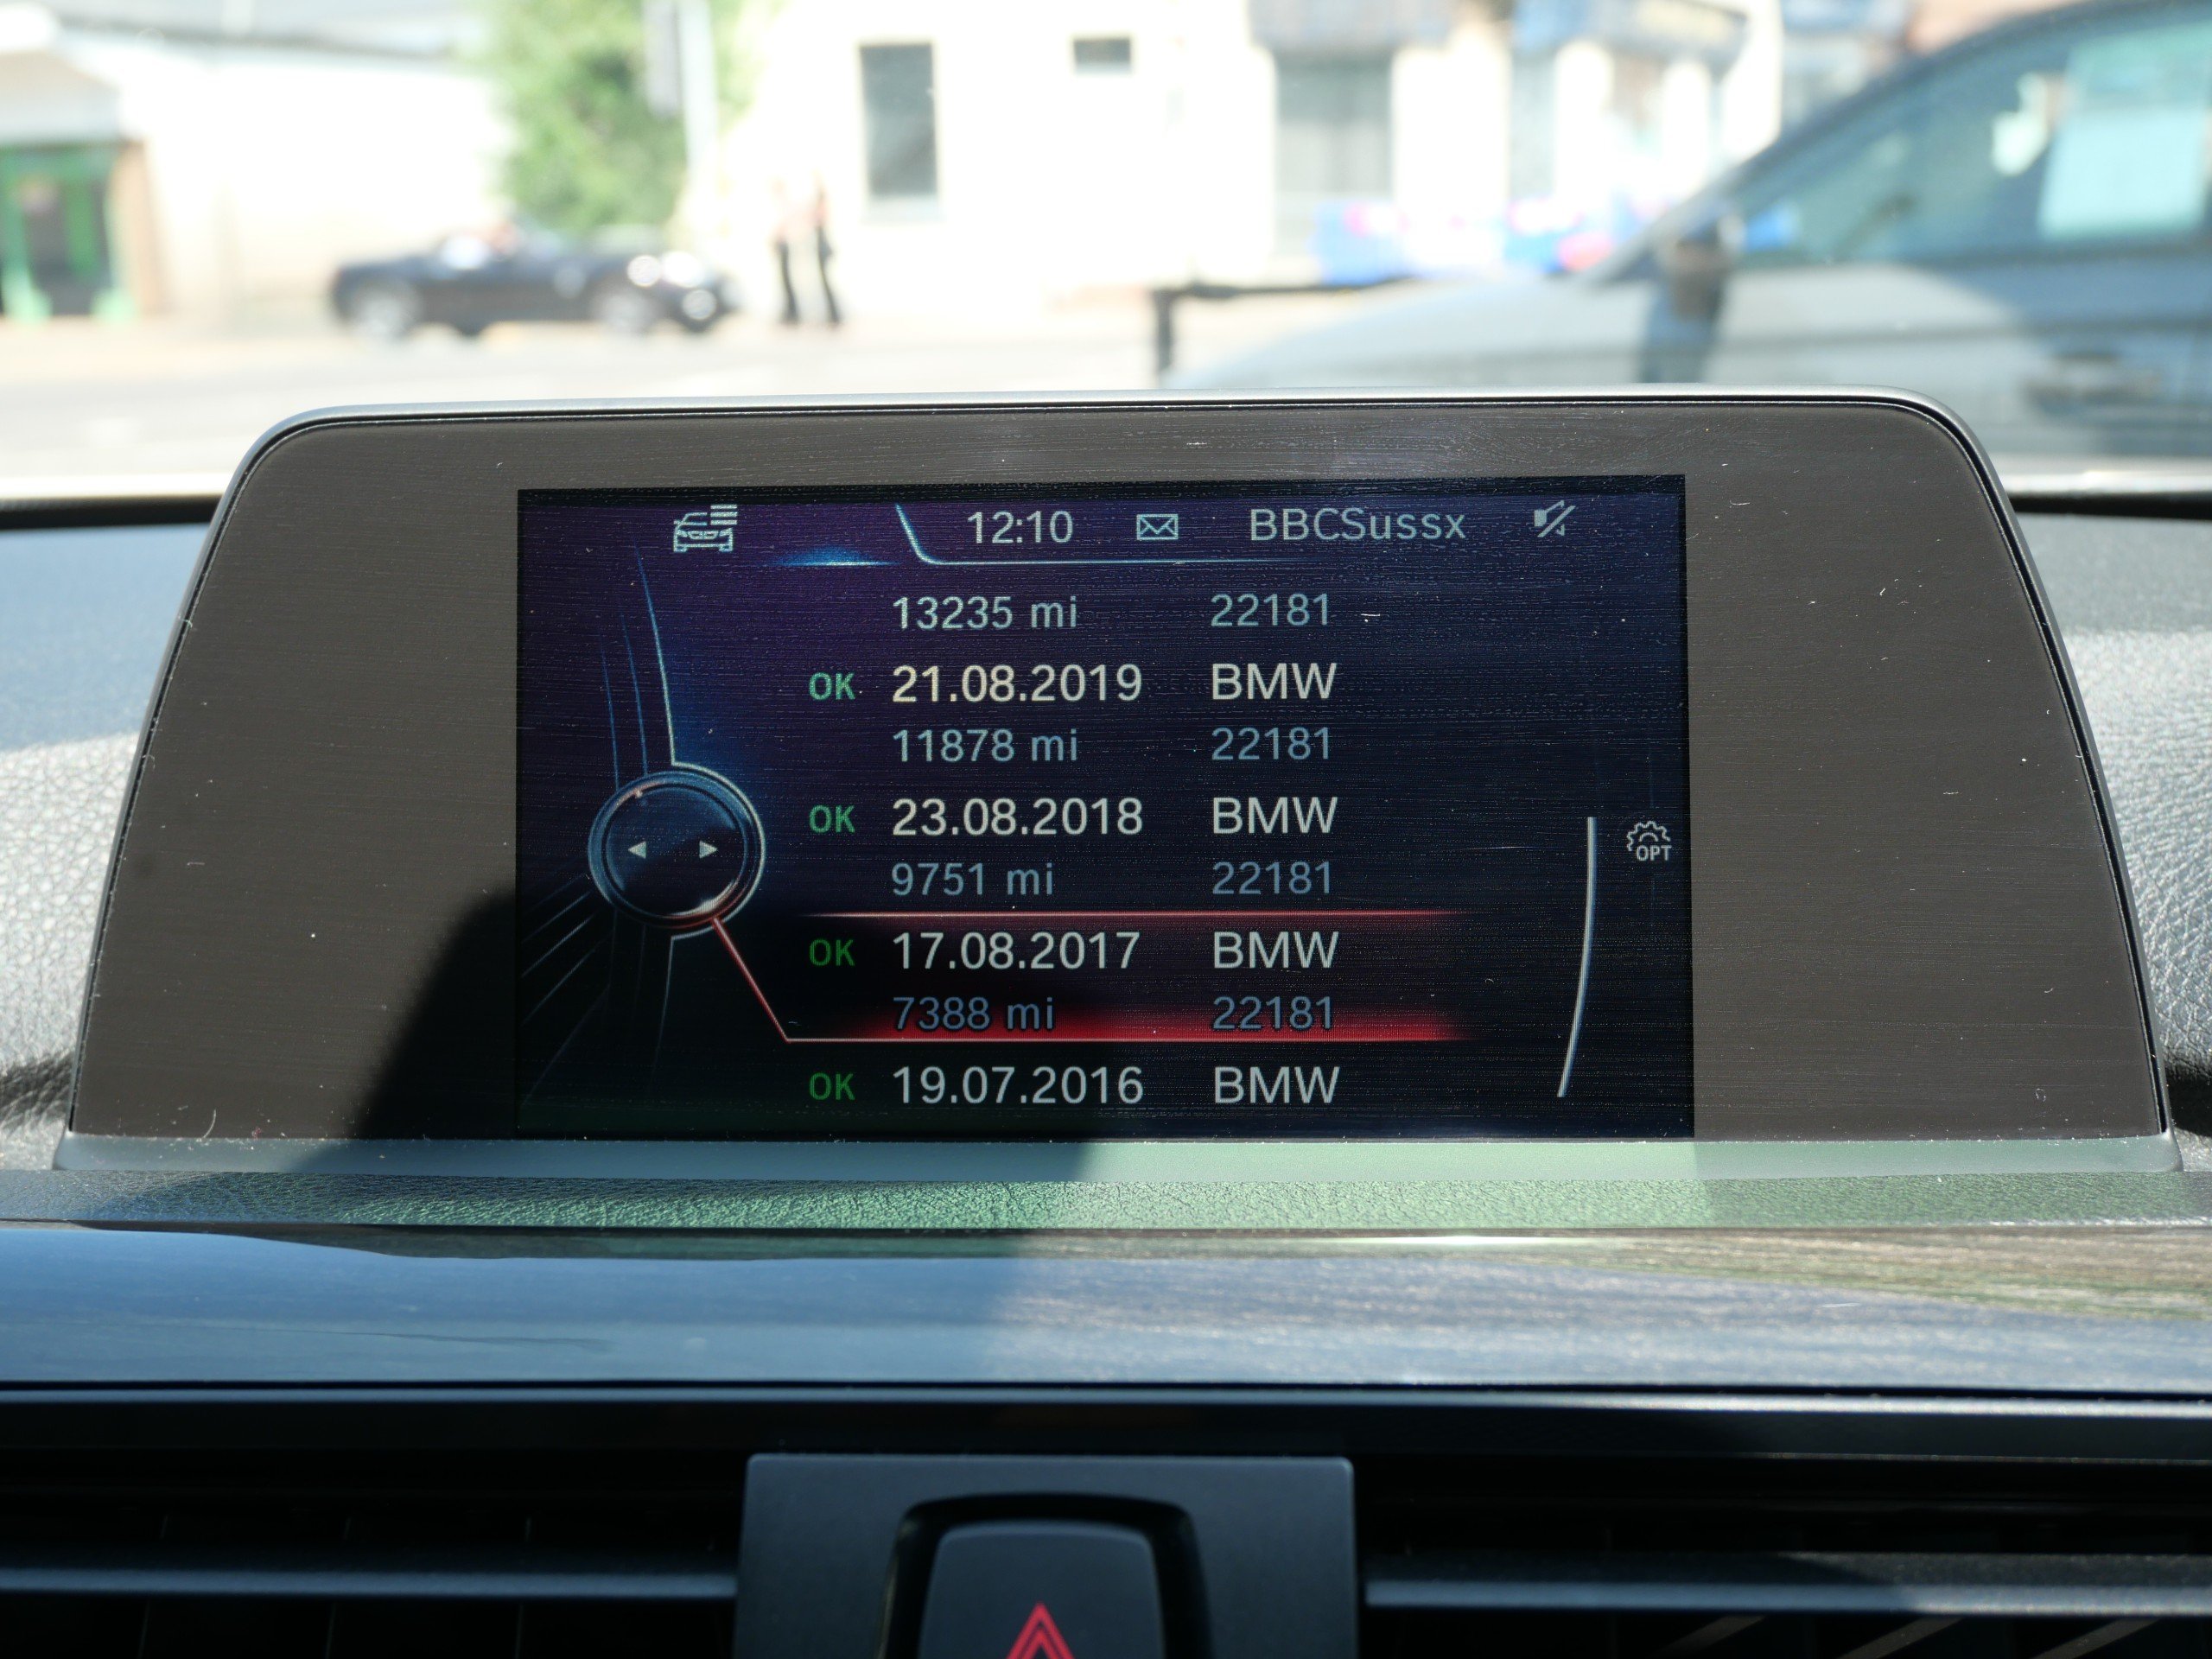 12:10 BBCSussx
13235 mi 22181
OK 21.08.2019 BMW
11878 mi 22181
OK 23.08.2018 BMW
9751 mi 22181
OPT
OK 17.08.2017 BMW
7388 mi 22181
OK 19.07.2016 BMW